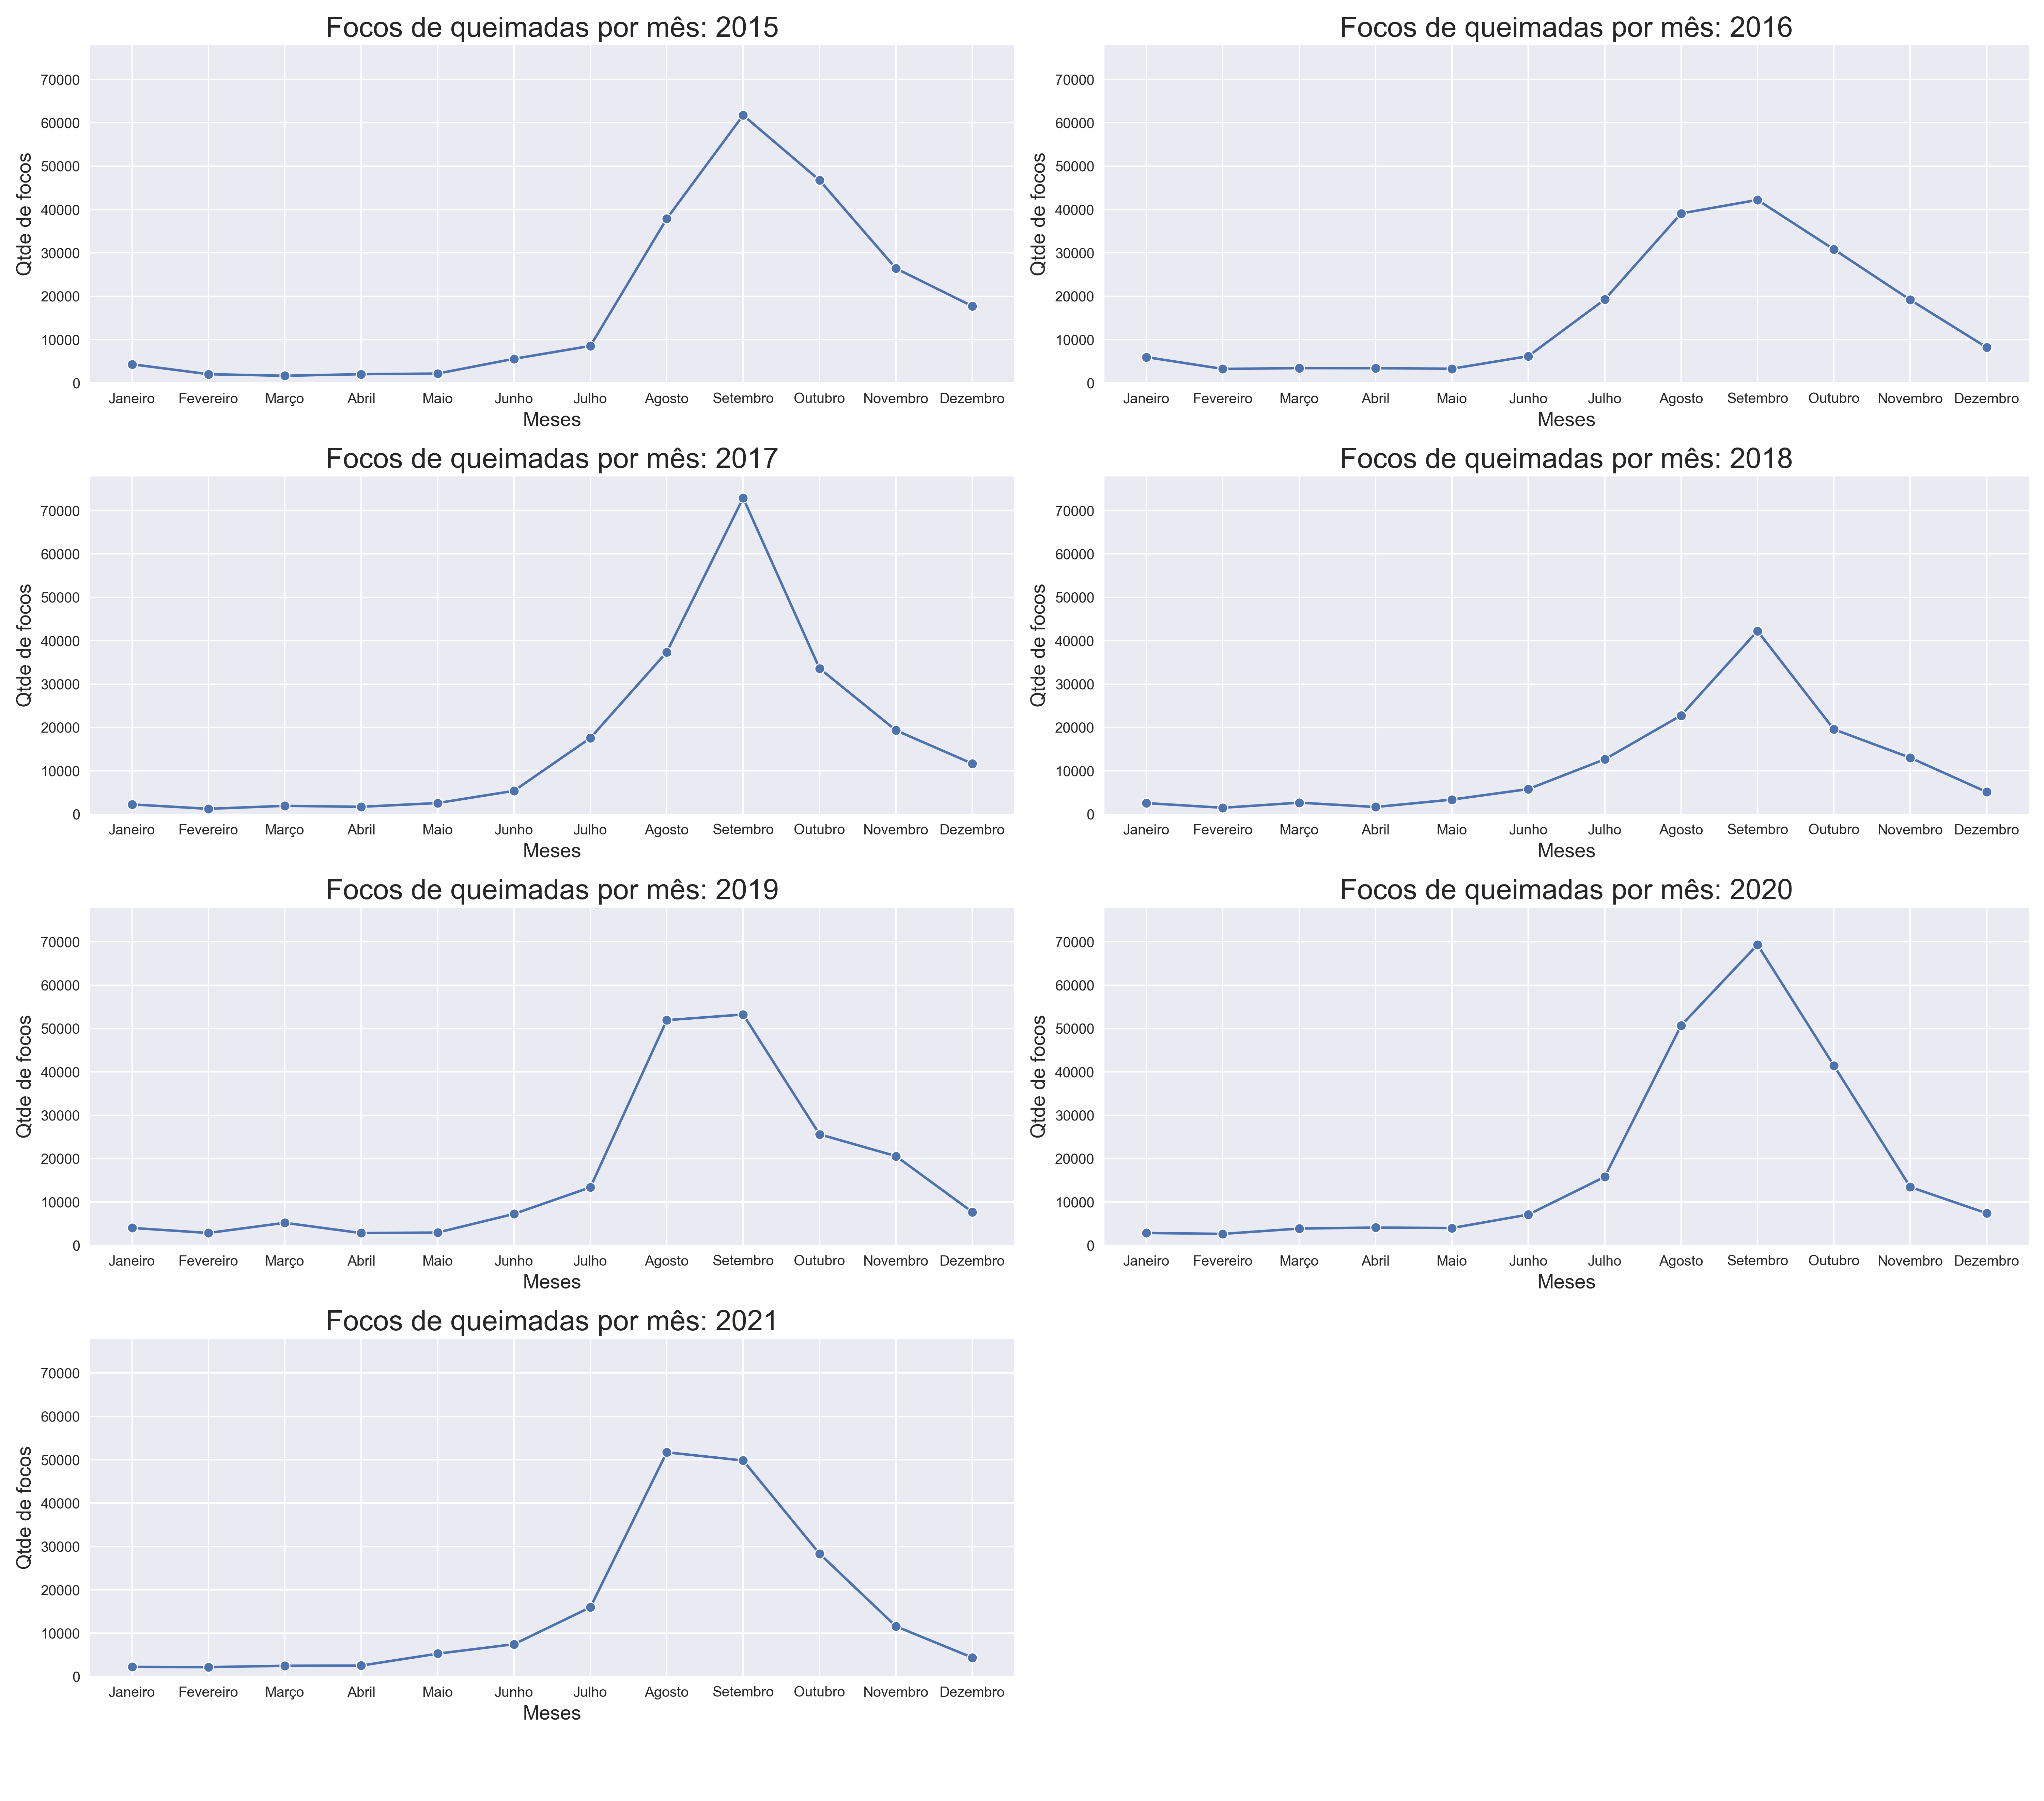 Focos de queimadas por mês: 2015
70000
60000
50000
40000
30000
20000
10000
0
Qtde de focos
Janeiro Fevereiro Março Abril Maio Junho Julho Agosto Setembro Outubro Novembro Dezembro
Meses
Focos de queimadas por mês: 2016
70000
60000
50000
40000
30000
20000
10000
0
Qtde de focos
Janeiro Fevereiro Março Abril Maio Junho Julho Agosto Setembro Outubro Novembro Dezembro
Meses
Focos de queimadas por mês: 2017
70000
60000
50000
40000
30000
20000
10000
0
Qtde de focos
Janeiro Fevereiro Março Abril Maio Junho Julho Agosto Setembro Outubro Novembro Dezembro
Meses
Focos de queimadas por mês: 2018
70000
60000
50000
40000
30000
20000
10000
0
Qtde de focos
Janeiro Fevereiro Março Abril Maio Junho Julho Agosto Setembro Outubro Novembro Dezembro
Meses
Focos de queimadas por mês: 2019
70000
60000
50000
40000
30000
20000
10000
0
Qtde de focos
Janeiro Fevereiro Março Abril Maio Junho Julho Agosto Setembro Outubro Novembro Dezembro
Meses
Focos de queimadas por mês: 2020
70000
60000
50000
40000
30000
20000
10000
0
Qtde de focos
Janeiro Fevereiro Março Abril Maio Junho Julho Agosto Setembro Outubro Novembro Dezembro
Meses
Focos de queimadas por mês: 2021
70000
60000
50000
40000
30000
20000
10000
0
Qtde de focos
Janeiro Fevereiro Março Abril Maio Junho Julho Agosto Setembro Outubro Novembro Dezembro
Meses